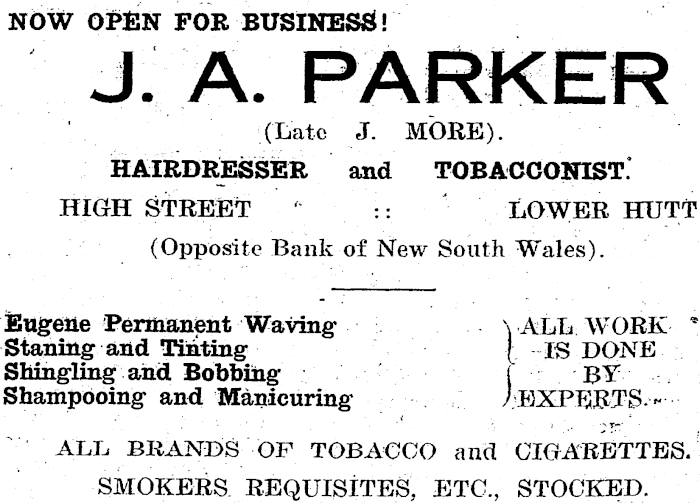 NOW OPEN FOR BUSINESS!
J. A. PARKER
(Late J. MORE).
HAIRDRESSER and TOBACCONIST.
HIGH STREET :: LOWER HUTT
(Opposite Bank of New South Wales).
Eugene Permanent Waving
Staning and Tinting
Shingling and Bobbing
Shampooing and Manicuring
ALL WORK
IS DONE
BY
EXPERTS.
ALL BRANDS OF TOBACCO and CIGARETTES.
SMOKERS REQUISITES, ETC., STOCKED.